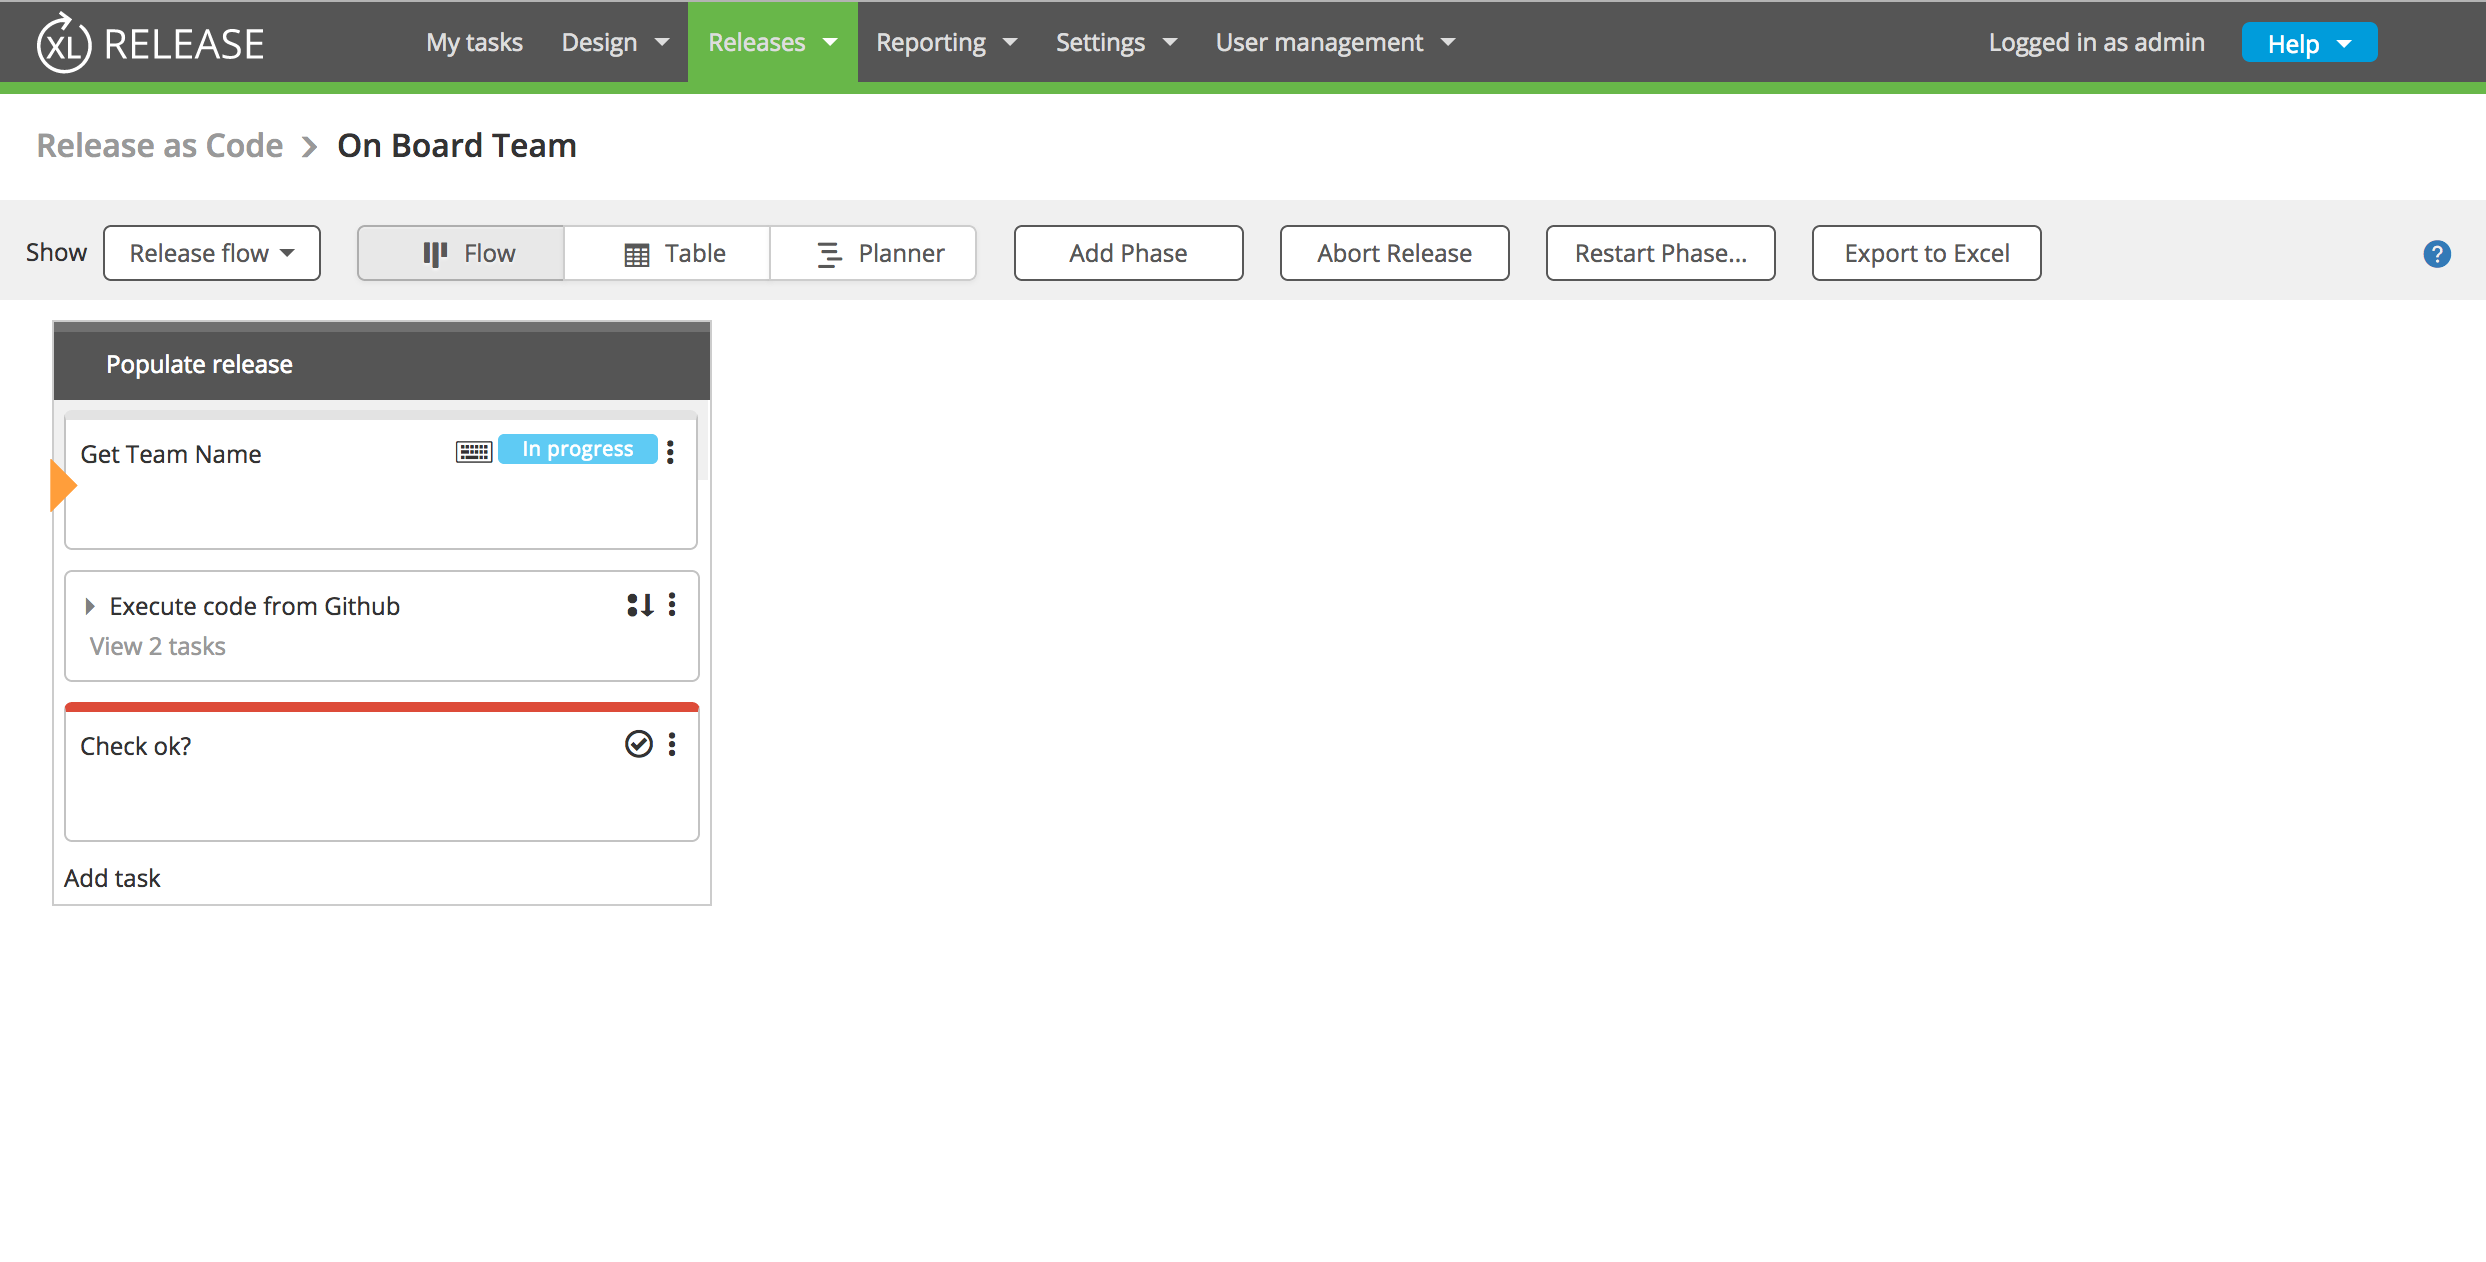 XL RELEASE My tasks Design Releases Reporting Settings User management Logged in as admin Help
Release as Code > On Board Team
Show Release flow Flow Table Planner Add Phase Abort Release Restart Phase... Export to Excel ?
Populate release
Get Team Name In progress
Execute code from Github
View 2 tasks
Check ok?
Add task